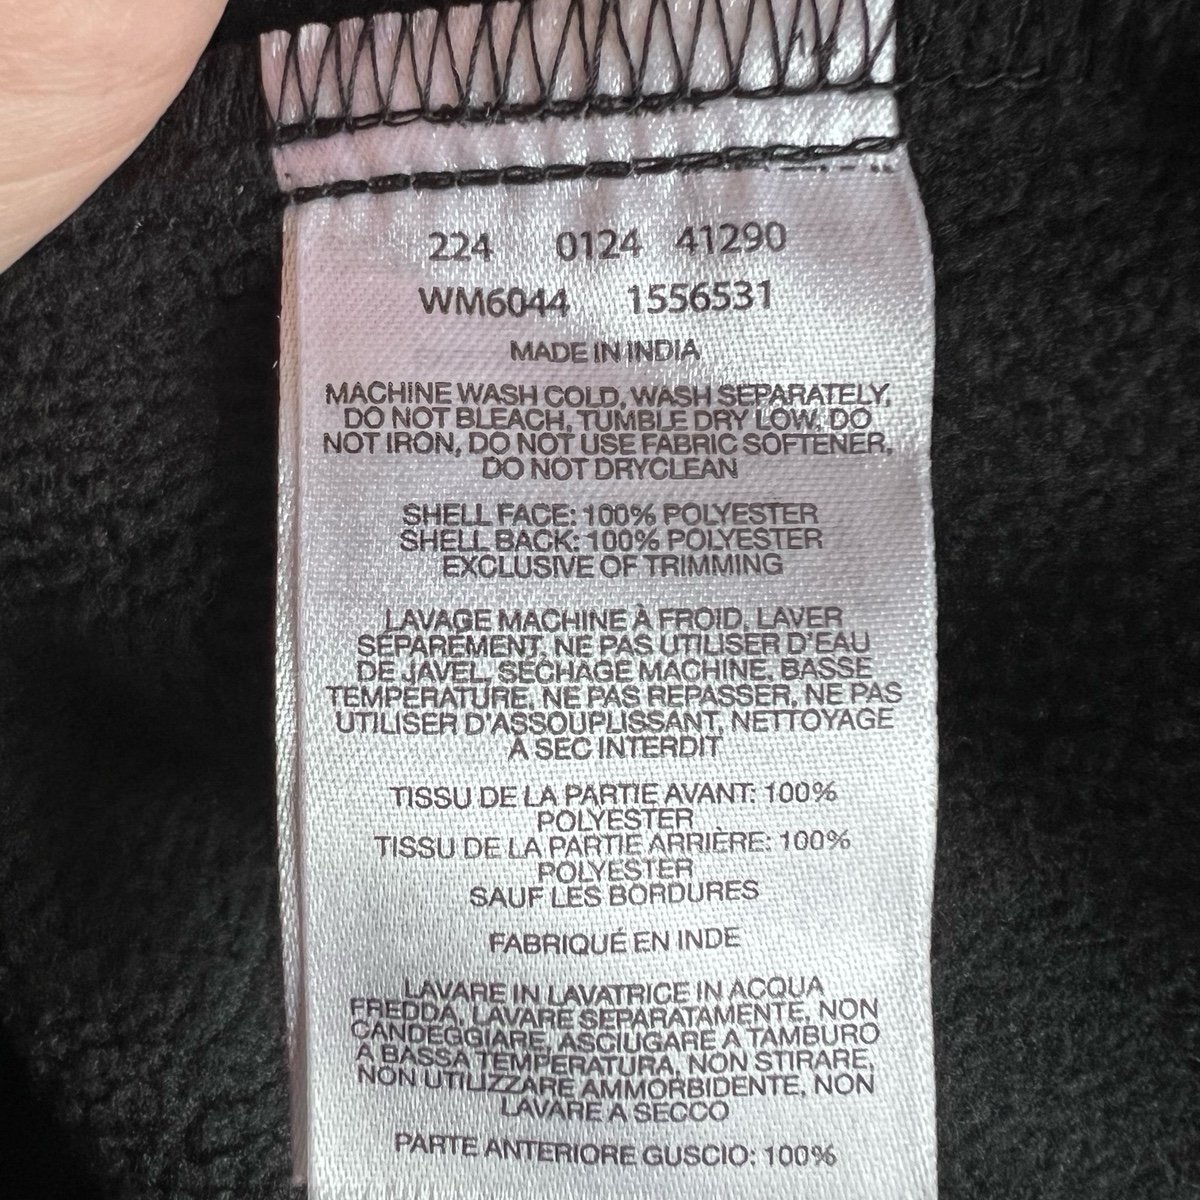 224 0124 41290
WM6044 1556531
MADE IN INDIA
MACHINE WASH COLD, WASH SEPARATELY,
DO NOT BLEACH, TUMBLE DRY LOW, DO
NOT IRON, DO NOT USE FABRIC SOFTENER,
DO NOT DRYCLEAN
SHELL FACE: 100% POLYESTER
SHELL BACK: 100% POLYESTER
EXCLUSIVE OF TRIMMING
LAVAGE MACHINE À FROID, LAVER
SÉPARÉMENT, NE PAS UTILISER D'EAU
DE JAVEL, SÉCHAGE MACHINE, BASSE
TEMPÉRATURE, NE PAS REPASSER, NE PAS
UTILISER D'ASSOUPLISSANT, NETTOYAGE
À SEC INTERDIT
TISSU DE LA PARTIE AVANT: 100%
POLYESTER
TISSU DE LA PARTIE ARRIÈRE: 100%
POLYESTER
SAUF LES BORDURES
FABRIQUÉ EN INDE
LAVARE IN LAVATRICE IN ACQUA
FREDDA, LAVARE SEPARATAMENTE, NON
CANDEGGIARE, ASCIUGARE A TAMBURO
A BASSA TEMPERATURA, NON STIRARE,
NON UTILIZZARE AMMORBIDENTE, NON
LAVARE A SECCO
PARTE ANTERIORE GUSCIO: 100%